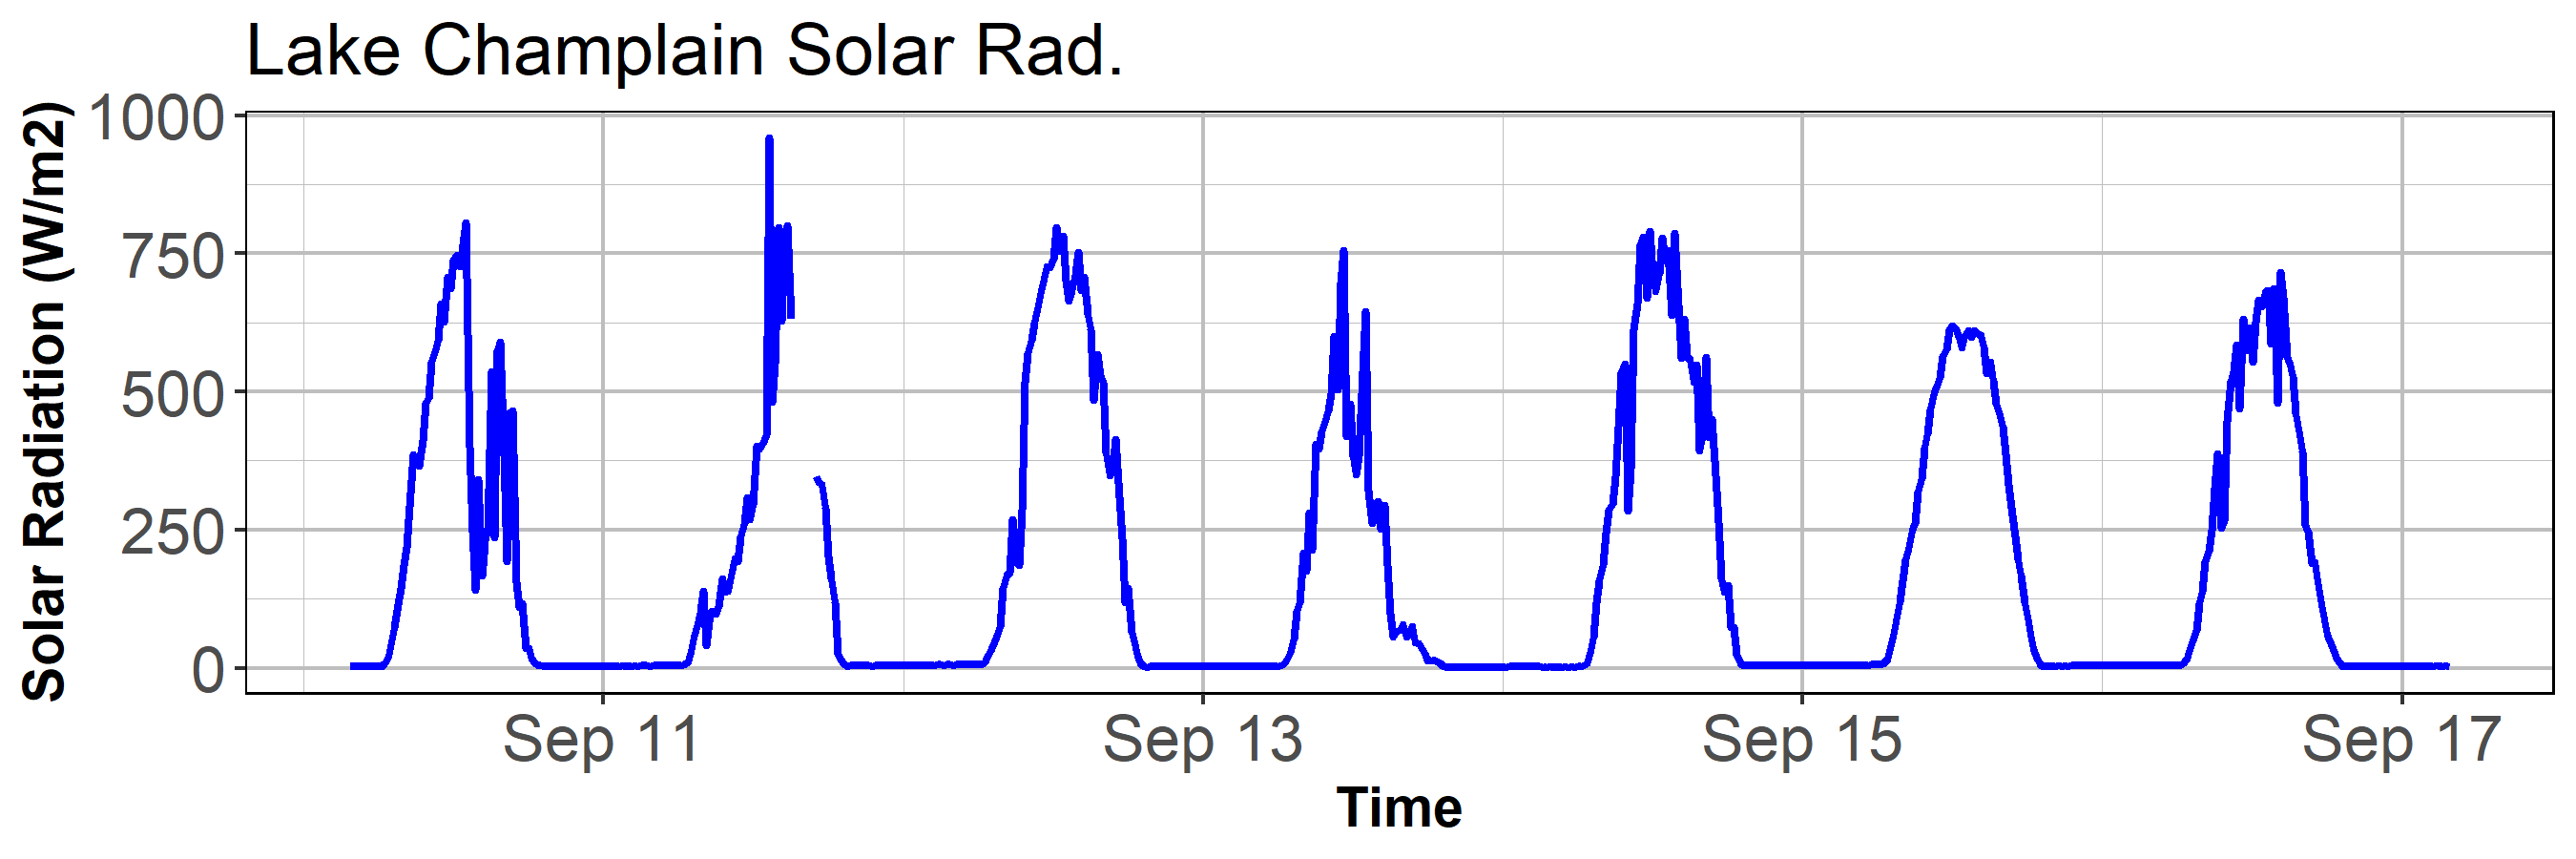 Lake Champlain Solar Rad.
Solar Radiation (W/m2)
1000
750
500
250
0
Sep 11
Sep 13
Sep 15
Sep 17
Time